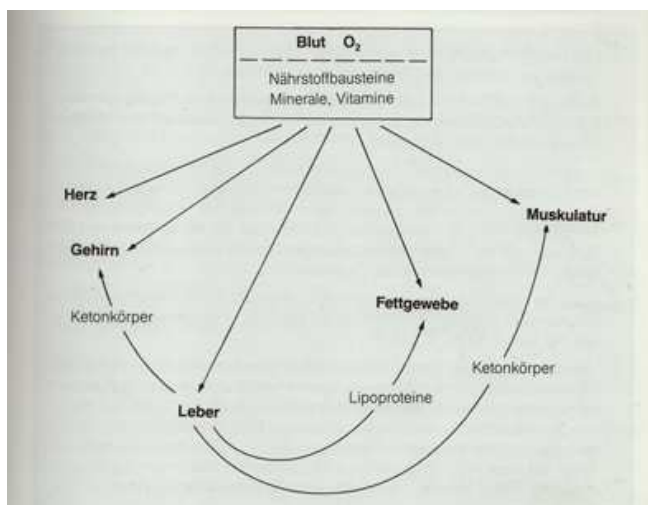 Blut O₂
Nährstoffbausteine
Minerale, Vitamine
Herz
Muskulatur
Gehirn
Fettgewebe
Ketonkörper
Ketonkörper
Lipoproteine
Leber